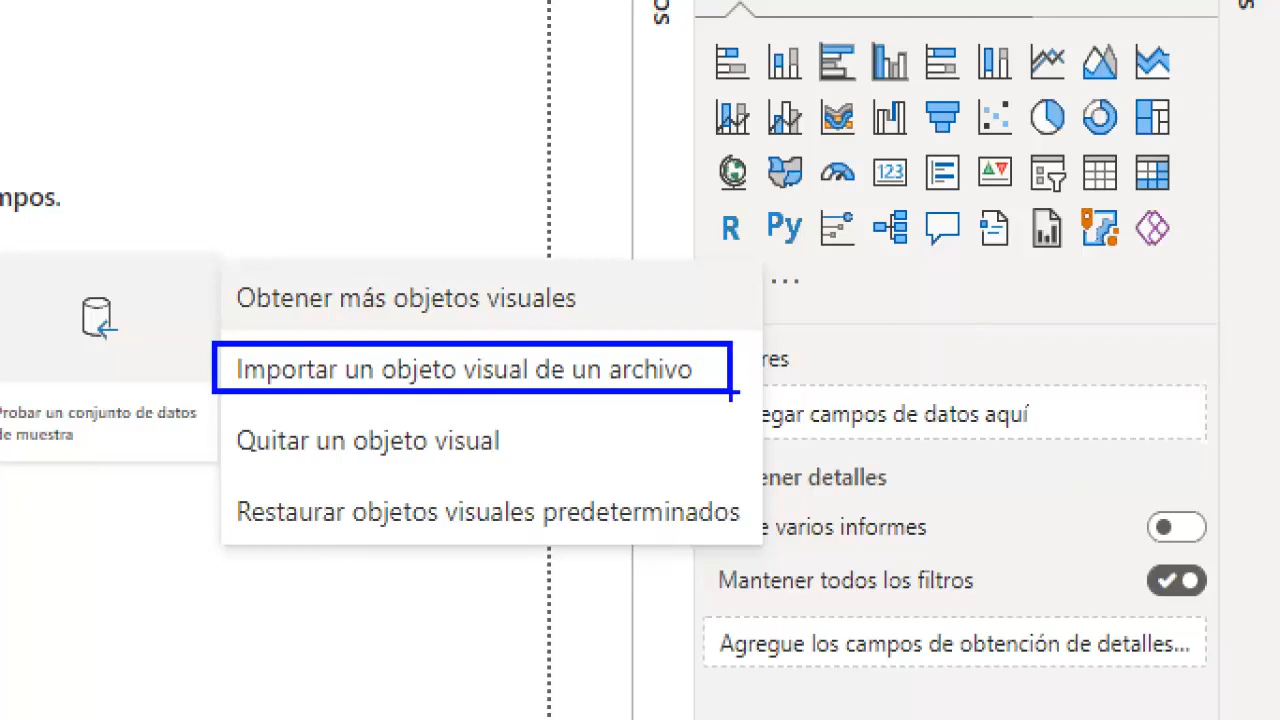 mpos.
Probar un conjunto de datos
de muestra
Obtener más objetos visuales
Importar un objeto visual de un archivo
Quitar un objeto visual
Restaurar objetos visuales predeterminados
123
R
Py
...
res
egar campos de datos aquí
ener detalles
e varios informes
Mantener todos los filtros
Agregue los campos de obtención de detalles...